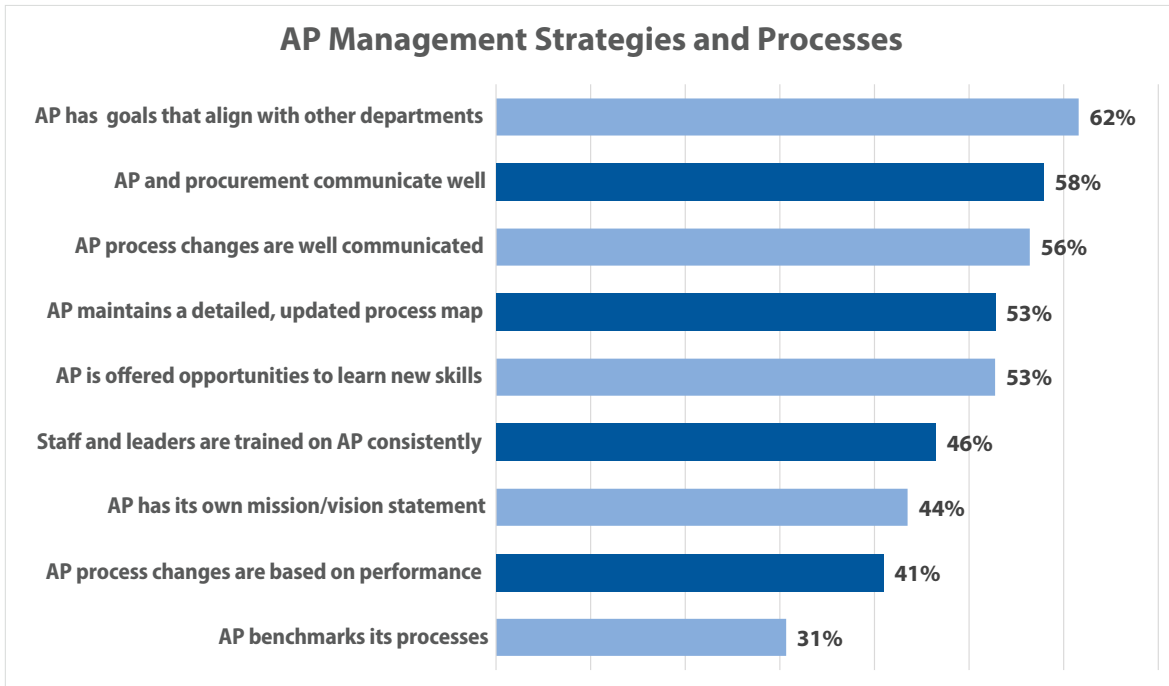 AP Management Strategies and Processes
AP has goals that align with other departments 62%
AP and procurement communicate well 58%
AP process changes are well communicated 56%
AP maintains a detailed, updated process map 53%
AP is offered opportunities to learn new skills 53%
Staff and leaders are trained on AP consistently 46%
AP has its own mission/vision statement 44%
AP process changes are based on performance 41%
AP benchmarks its processes 31%